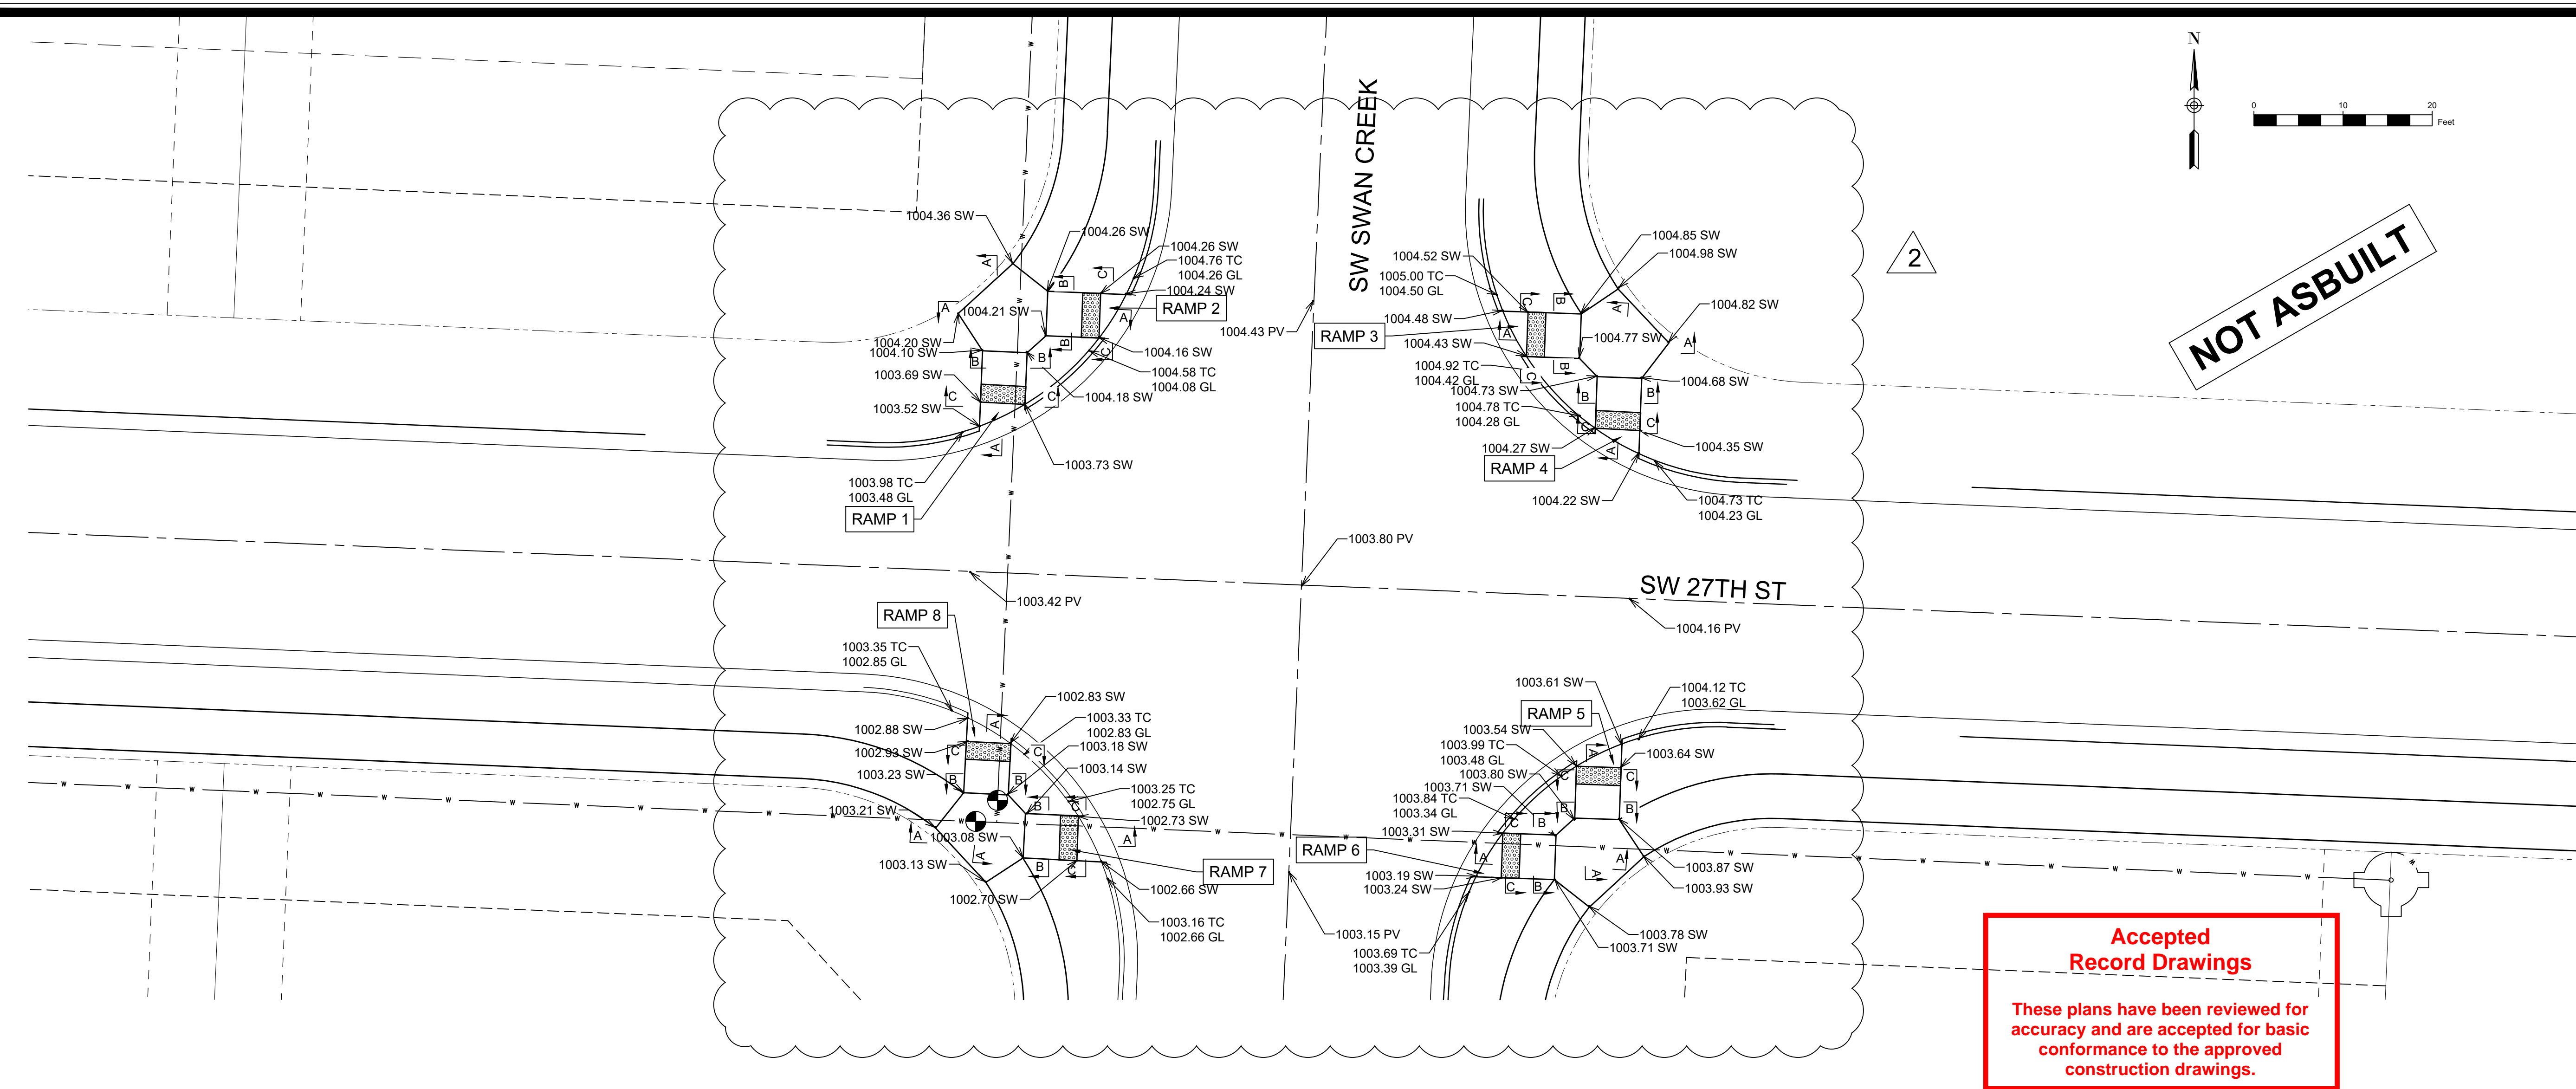 N
0 10 20
Feet
SW SWAN CREEK
2
NOT ASBUILT
1004.36 SW
1004.26 SW
1004.26 SW
1004.76 TC
1004.26 GL
1004.24 SW
RAMP 2
1004.21 SW
1004.20 SW
1004.10 SW
1004.16 SW
1003.69 SW
1004.58 TC
1004.08 GL
1004.18 SW
1003.52 SW
1003.73 SW
1003.98 TC
1003.48 GL
RAMP 1
1004.43 PV
1004.85 SW
1004.52 SW
1004.98 SW
1005.00 TC
1004.50 GL
1004.82 SW
1004.48 SW
RAMP 3
1004.77 SW
1004.43 SW
1004.92 TC
1004.42 GL
1004.68 SW
1004.73 SW
1004.78 TC
1004.28 GL
1004.27 SW
1004.35 SW
RAMP 4
1004.22 SW
1004.73 TC
1004.23 GL
1003.80 PV
SW 27TH ST
1003.42 PV
1004.16 PV
RAMP 8
1003.35 TC
1002.85 GL
1002.83 SW
1003.33 TC
1002.83 GL
1002.88 SW
1003.18 SW
1002.93 SW
1003.14 SW
1003.23 SW
1003.25 TC
1002.75 GL
1003.21 SW
1002.73 SW
1003.08 SW
1003.13 SW
RAMP 7
1002.66 SW
1002.70 SW
1003.16 TC
1002.66 GL
1003.61 SW
1004.12 TC
1003.62 GL
RAMP 5
1003.54 SW
1003.99 TC
1003.48 GL
1003.64 SW
1003.80 SW
1003.71 SW
1003.84 TC
1003.34 GL
1003.31 SW
RAMP 6
1003.87 SW
1003.19 SW
1003.93 SW
1003.24 SW
1003.15 PV
1003.78 SW
1003.71 SW
1003.69 TC
1003.39 GL
A A B B B B C C A C C A
C B A C B A A B B C C A
A C C B B B C A A B C A
A C C B B C B A A C B A
W W W W W W W W
Accepted
Record Drawings
These plans have been reviewed for
accuracy and are accepted for basic
conformance to the approved
construction drawings.